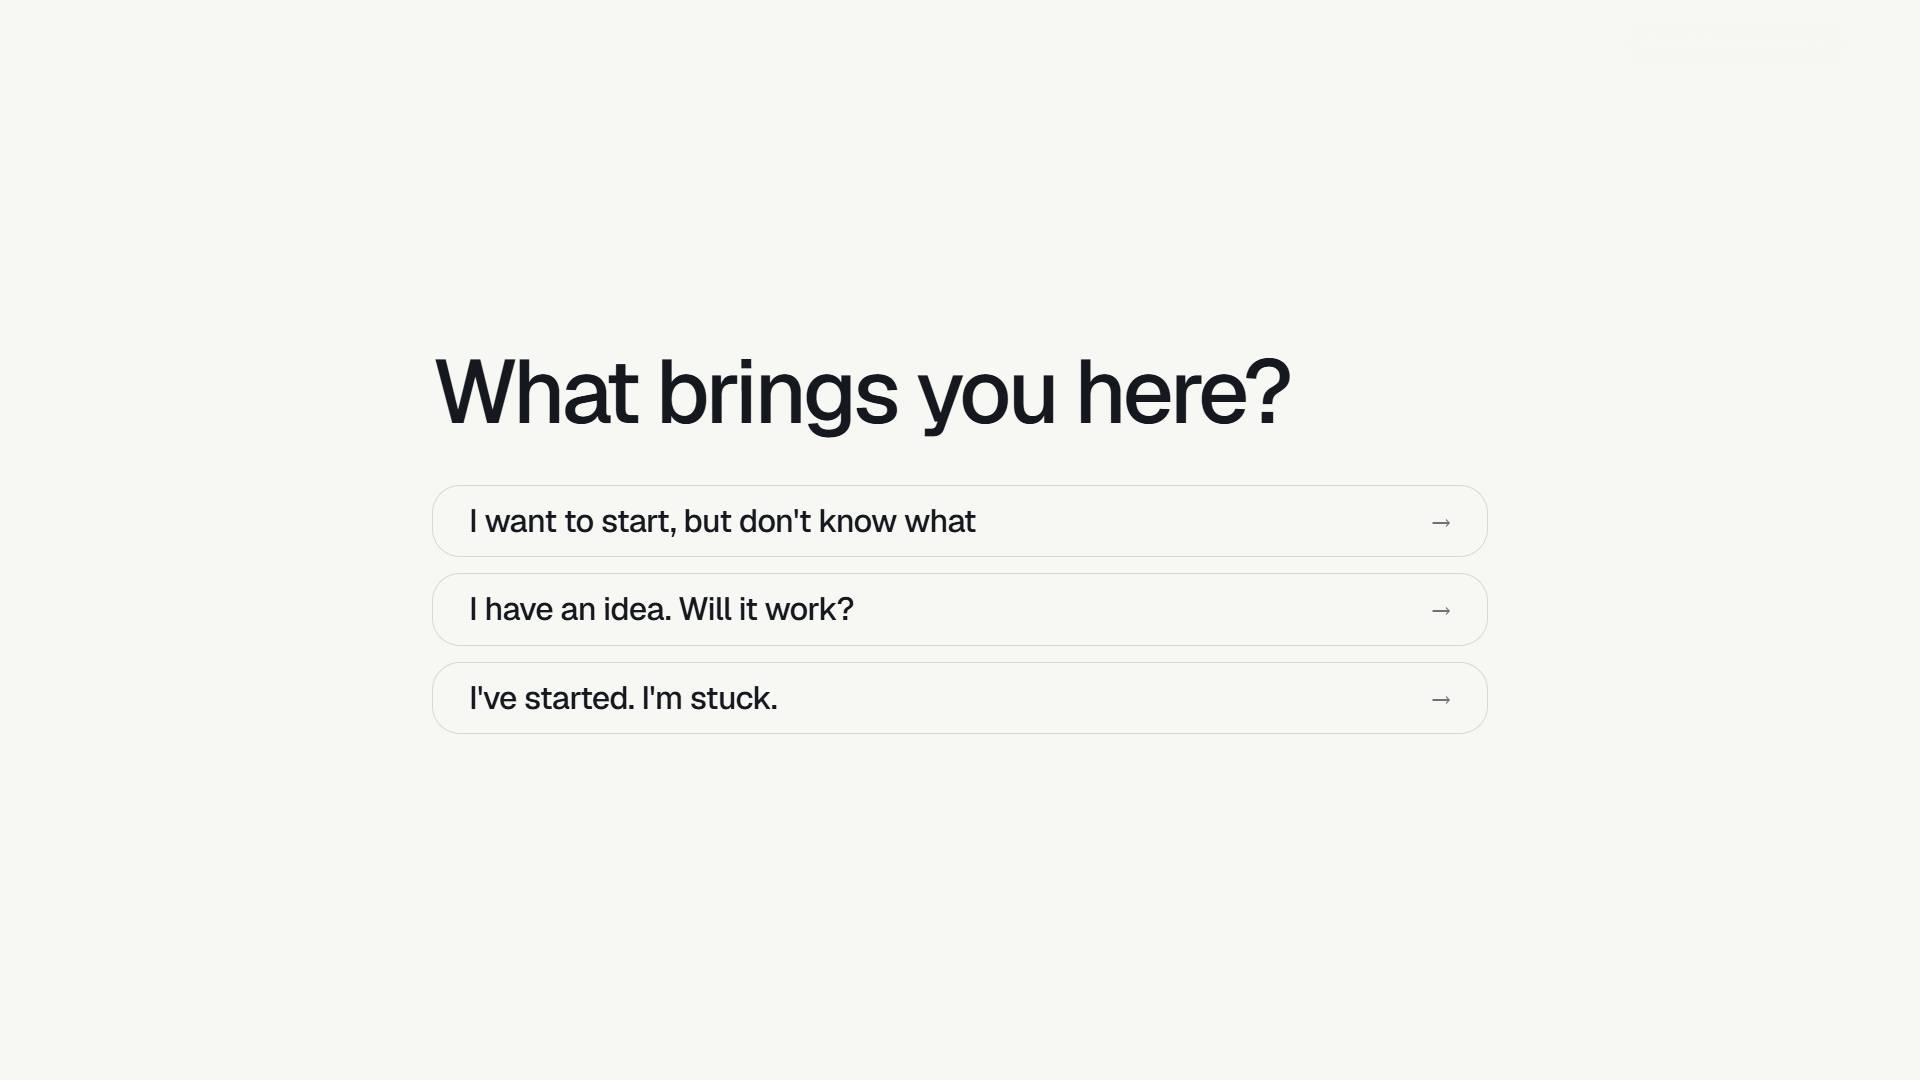 What brings you here?
I want to start, but don't know what →
I have an idea. Will it work? →
I've started. I'm stuck. →